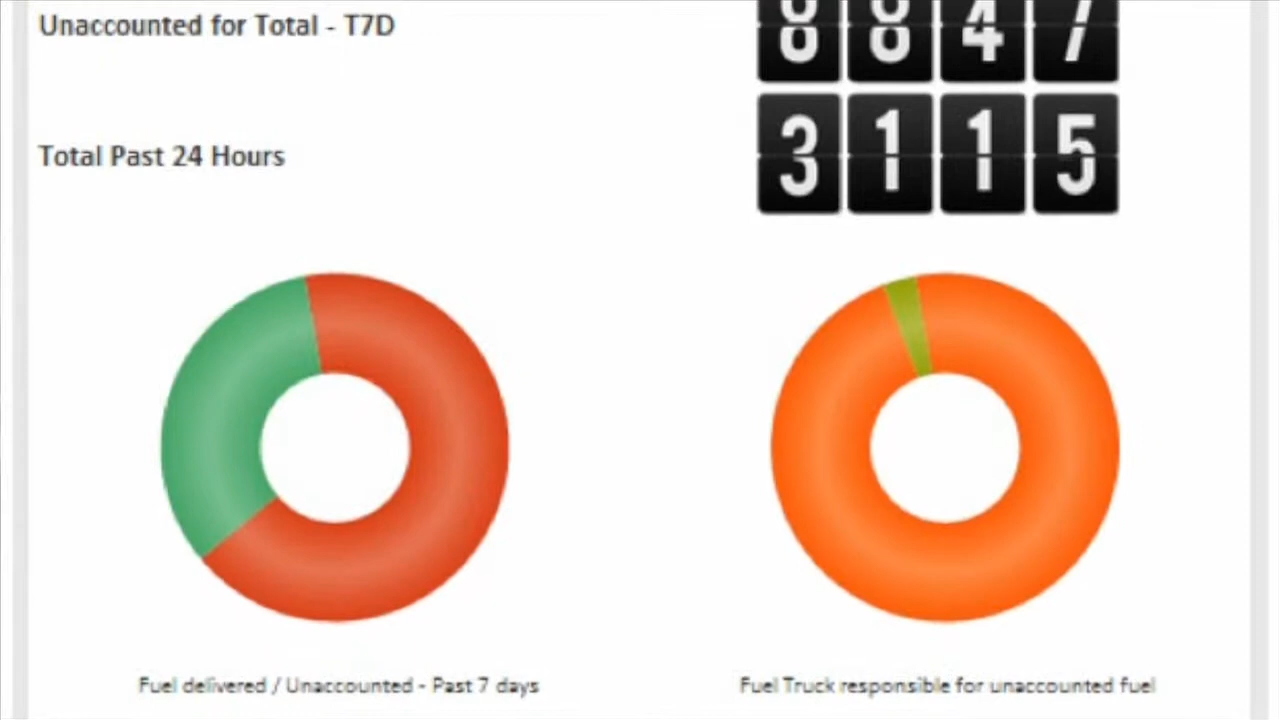 Unaccounted for Total - T7D
8847
Total Past 24 Hours
3115
Fuel delivered / Unaccounted - Past 7 days
Fuel Truck responsible for unaccounted fuel